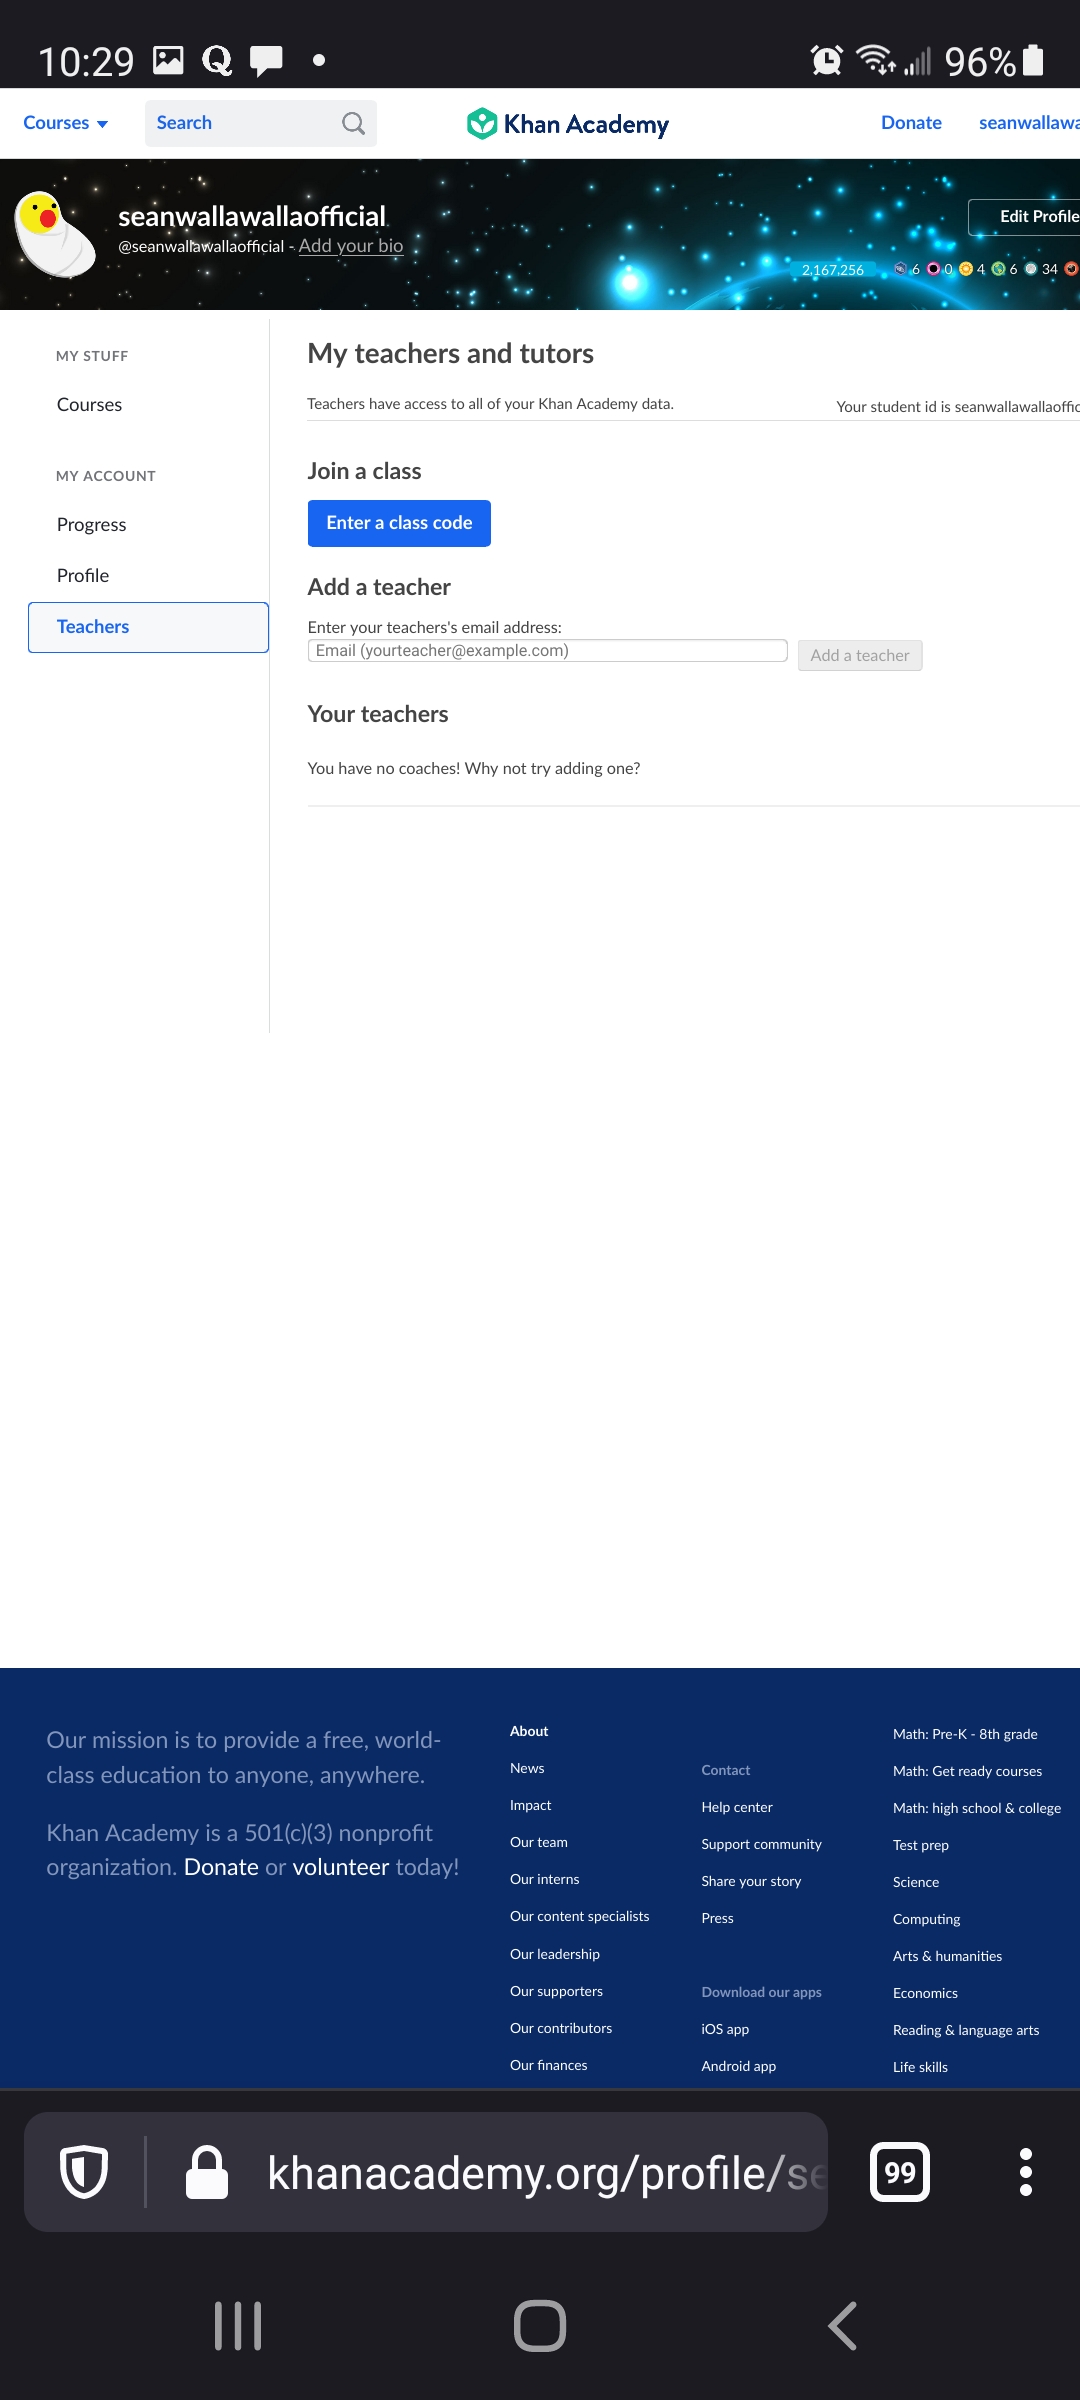 10:29
96%
Courses
Search
Khan Academy
Donate
seanwallawa
seanwallawallaofficial
@seanwallawallaofficial - Add your bio
Edit Profile
2,167,256
6 0 4 6 34
MY STUFF
Courses
MY ACCOUNT
Progress
Profile
Teachers
My teachers and tutors
Teachers have access to all of your Khan Academy data.
Your student id is seanwallawallaoffic
Join a class
Enter a class code
Add a teacher
Enter your teachers's email address:
Email (yourteacher@example.com)
Add a teacher
Your teachers
You have no coaches! Why not try adding one?
Our mission is to provide a free, world-
class education to anyone, anywhere.
Khan Academy is a 501(c)(3) nonprofit
organization. Donate or volunteer today!
About
News
Impact
Our team
Our interns
Our content specialists
Our leadership
Our supporters
Our contributors
Our finances
Contact
Help center
Support community
Share your story
Press
Download our apps
iOS app
Android app
Math: Pre-K - 8th grade
Math: Get ready courses
Math: high school & college
Test prep
Science
Computing
Arts & humanities
Economics
Reading & language arts
Life skills
khanacademy.org/profile/se
99